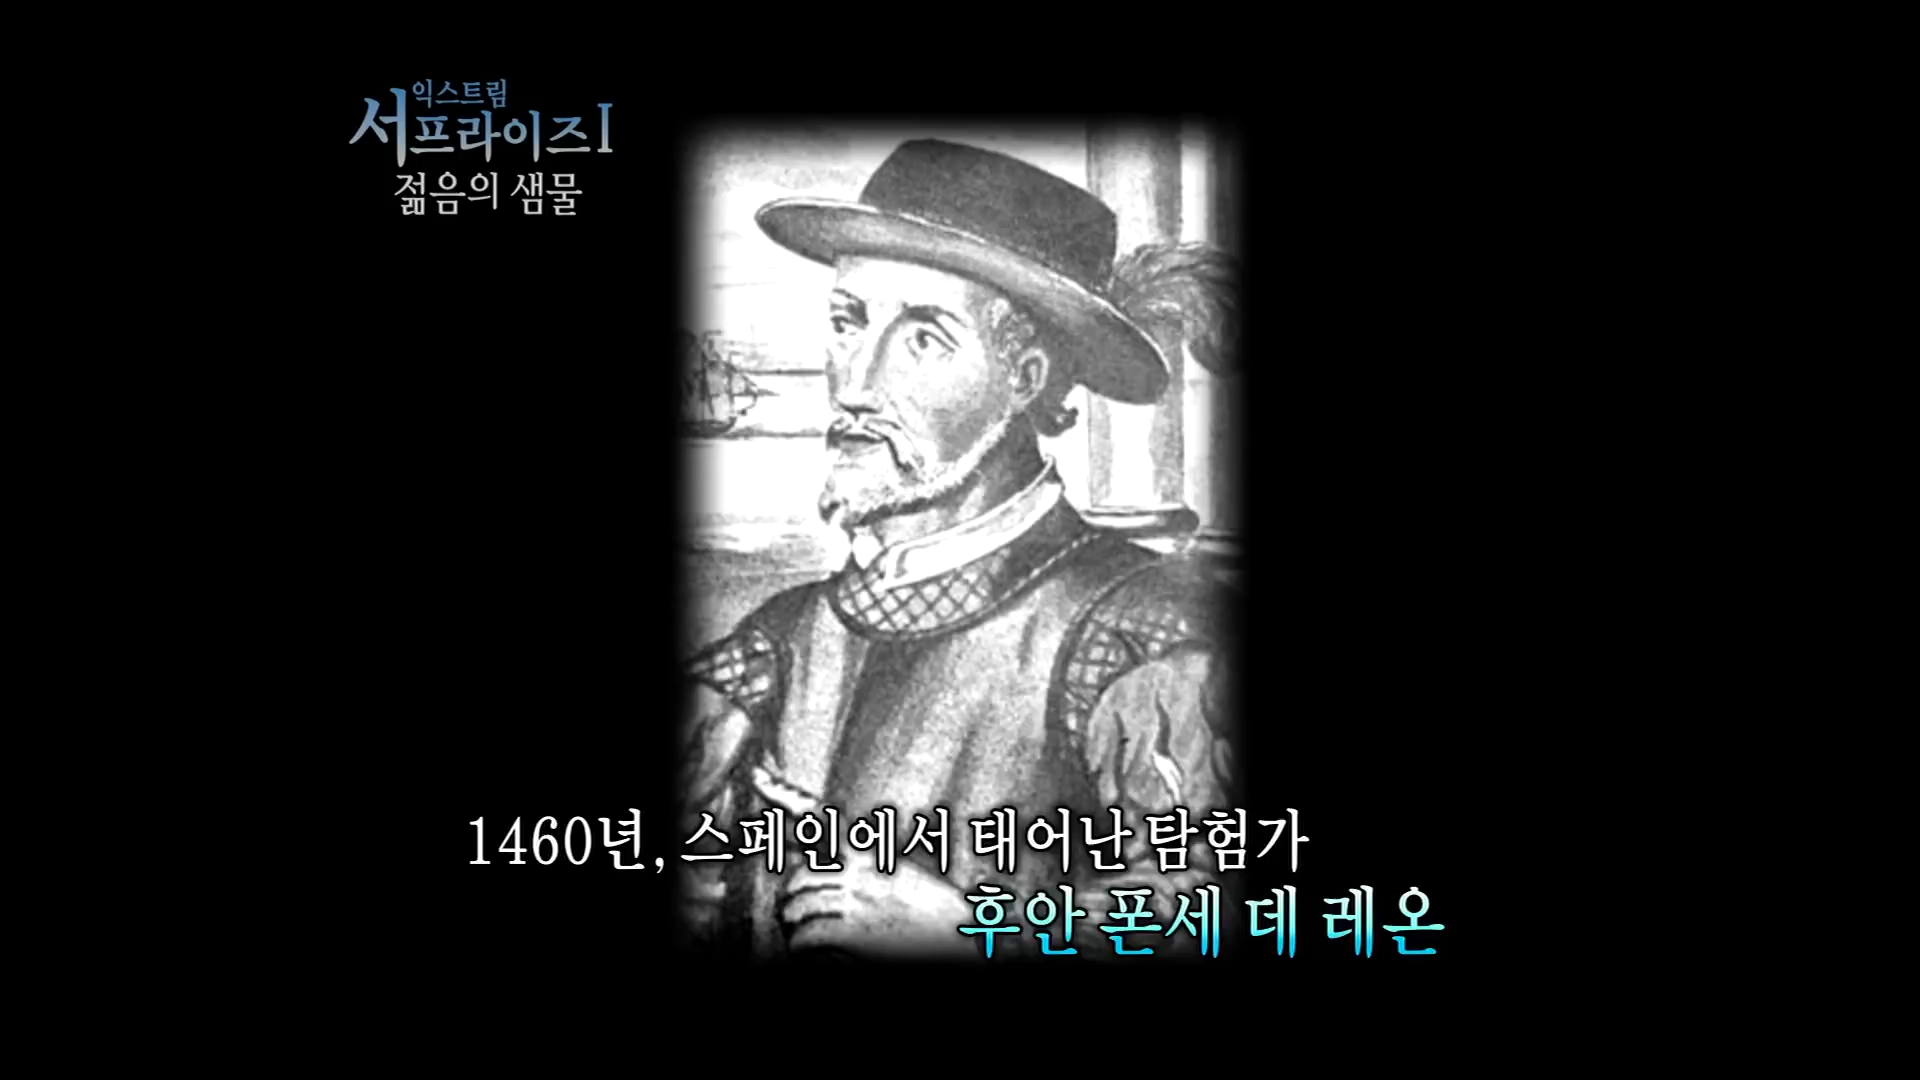 익스트림
서프라이즈 I
젊음의 샘물
1460년, 스페인에서 태어난 탐험가
후안 폰세 데 레온